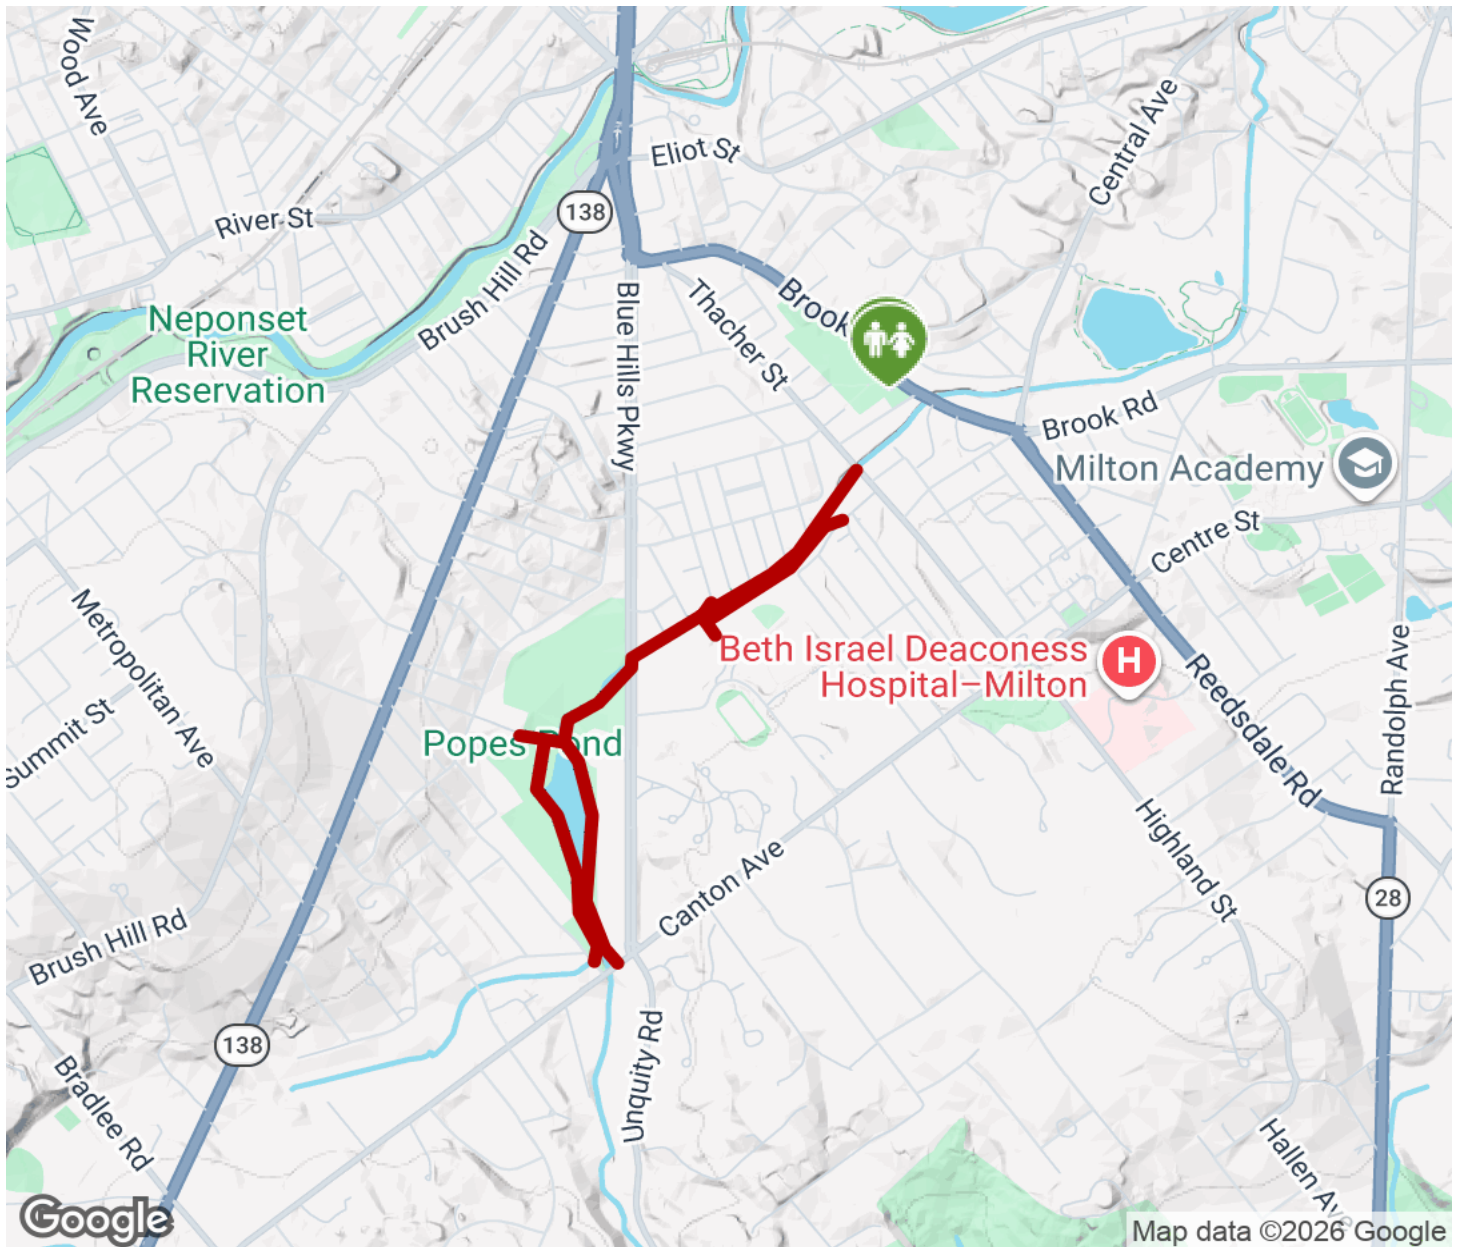 Wood Ave
Eliot St
Central Ave
River St
138
Brush Hill Rd
Neponset
River
Reservation
Blue Hills Pkwy
Thacher St
Brook
Brook Rd
Milton Academy
Centre St
Metropolitan Ave
Summit St
Beth Israel Deaconess
Hospital–Milton
H
Reedsdale Rd
Randolph Ave
Popes Pond
Highland St
Canton Ave
28
Brush Hill Rd
138
Unquity Rd
Bradlee Rd
Hallen Ave
Google
Map data ©2026 Google